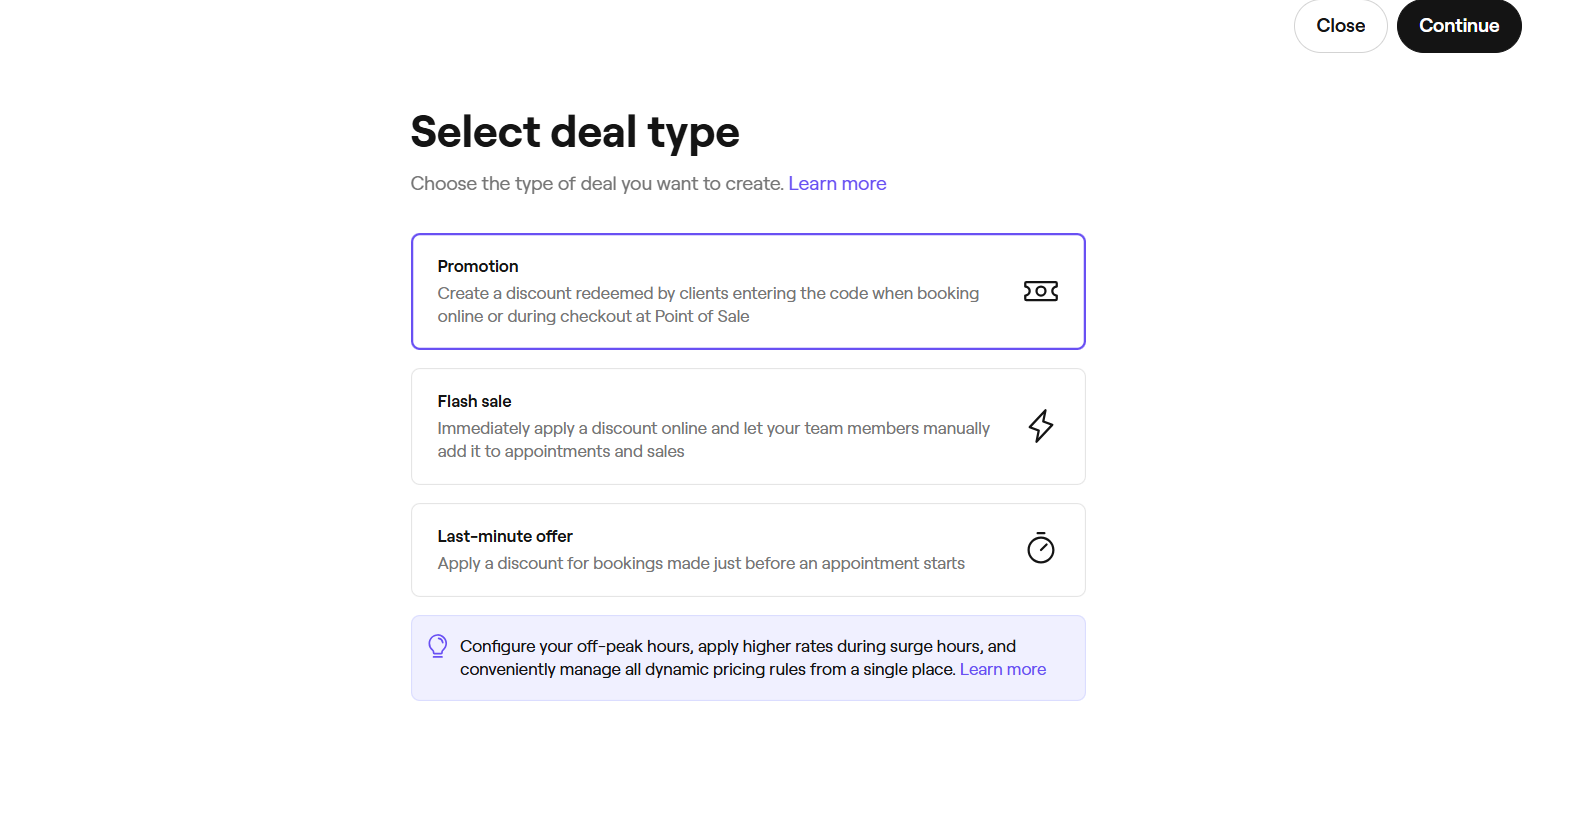 Close
Continue
Select deal type
Choose the type of deal you want to create. Learn more
Promotion
Create a discount redeemed by clients entering the code when booking
online or during checkout at Point of Sale
Flash sale
Immediately apply a discount online and let your team members manually
add it to appointments and sales
Last-minute offer
Apply a discount for bookings made just before an appointment starts
Configure your off-peak hours, apply higher rates during surge hours, and
conveniently manage all dynamic pricing rules from a single place. Learn more